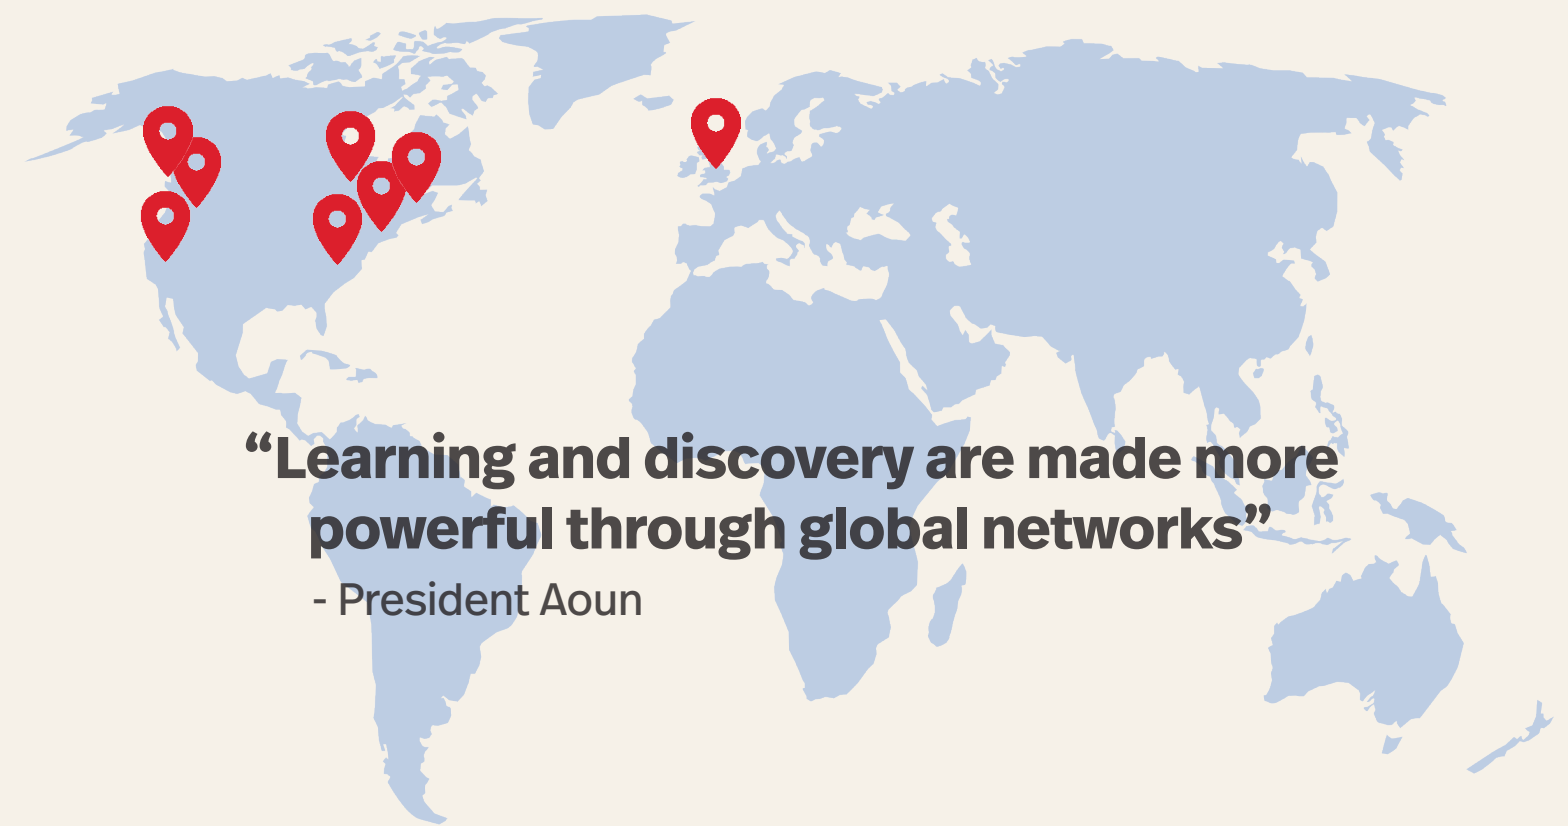 “Learning and discovery are made more
powerful through global networks”
- President Aoun